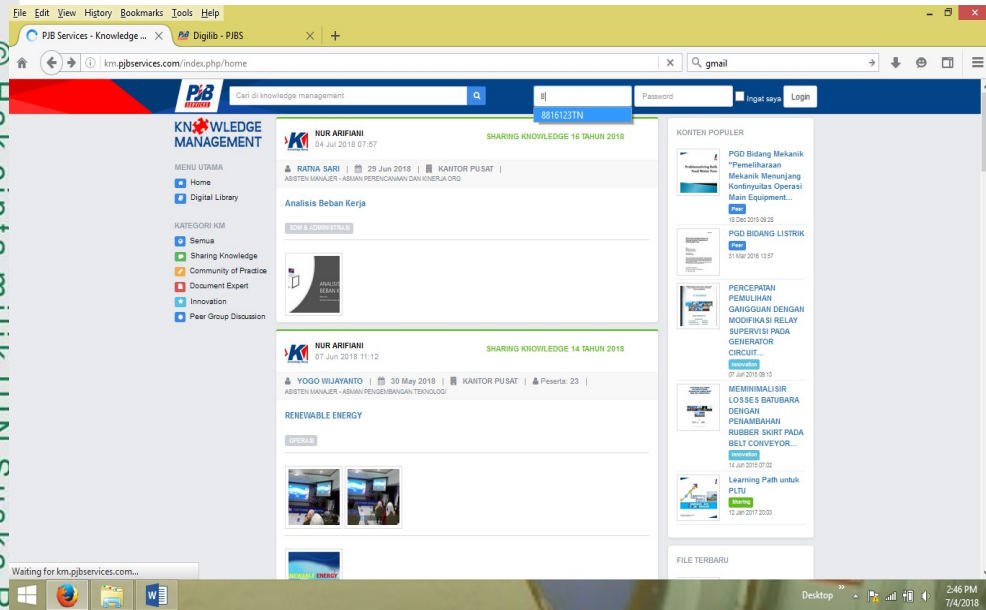 File Edit View History Bookmarks Tools Help
PJB Services - Knowledge ...
Digilib - PJBS
km.pjbservices.com/index.php/home
gmail
PJB
SERVICES
Cari di knowledge management
8
Password
Ingat saya
Login
8816123TN
KNOWLEDGE
MANAGEMENT
MENU UTAMA
Home
Digital Library
KATEGORI KM
Semua
Sharing Knowledge
Community of Practice
Document Expert
Innovation
Peer Group Discussion
NUR ARIFIANI
04 Jul 2018 07:57
SHARING KNOWLEDGE 16 TAHUN 2018
RATNA SARI | 29 Jun 2018 | KANTOR PUSAT |
ASISTEN MANAJER - ASMAN PERENCANAAN DAN KINERJA ORG
Analisis Beban Kerja
SDM & ADMINISTRASI
NUR ARIFIANI
07 Jun 2018 11:12
SHARING KNOWLEDGE 14 TAHUN 2018
YOGO WIJAYANTO | 30 May 2018 | KANTOR PUSAT | Peserta: 23 |
ASISTEN MANAJER - ASMAN PENGEMBANGAN TEKNOLOGI
RENEWABLE ENERGY
OPERASI
KONTEN POPULER
PGD Bidang Mekanik
"Pemeliharaan
Mekanik Menunjang
Kontinyuitas Operasi
Main Equipment...
Peer
18 Dec 2015 09:25
PGD BIDANG LISTRIK
Peer
31 Mar 2016 13:57
PERCEPATAN
PEMULIHAN
GANGGUAN DENGAN
MODIFIKASI RELAY
SUPERVISI PADA
GENERATOR
CIRCUIT...
Innovation
07 Jun 2015 09:13
MEMINIMALISIR
LOSSES BATUBARA
DENGAN
PENAMBAHAN
RUBBER SKIRT PADA
BELT CONVEYOR...
Innovation
14 Jun 2015 07:02
Learning Path untuk
PLTU
Sharing
12 Jan 2017 20:03
FILE TERBARU
Waiting for km.pjbservices.com...
Desktop
2:46 PM
7/4/2018